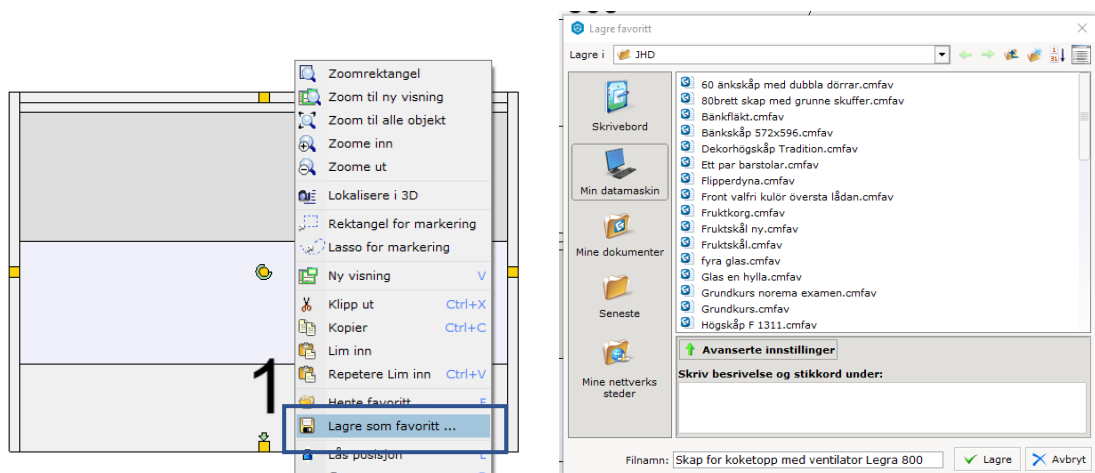 Zoomrektangel
Zoom til ny visning
Zoom til alle objekt
Zoome inn
Zoome ut
Lokalisere i 3D
Rektangel for markering
Lasso for markering
Ny visning V
Klipp ut Ctrl+X
Kopier Ctrl+C
Lim inn
Repetere Lim inn Ctrl+V
Hente favoritt F
Lagre som favoritt ...
Lås posisjon L
1
Lagre favoritt
Lagre i JHD
Skrivebord
Min datamaskin
Mine dokumenter
Seneste
Mine nettverks
steder
60 änkskåp med dubbla dörrar.cmfav
80brett skap med grunne skuffer.cmfav
Bänkfläkt.cmfav
Bänkskåp 572x596.cmfav
Dekorhögskåp Tradition.cmfav
Ett par barstolar.cmfav
Flipperdyna.cmfav
Front valfri kulör översta lådan.cmfav
Fruktkorg.cmfav
Fruktskål ny.cmfav
Fruktskål.cmfav
fyra glas.cmfav
Glas en hylla.cmfav
Grundkurs norema examen.cmfav
Grundkurs.cmfav
Högskåp F 1311.cmfav
Avanserte innstillinger
Skriv besrivelse og stikkord under:
Filnamn: Skap for koketopp med ventilator Legra 800
Lagre
Avbryt